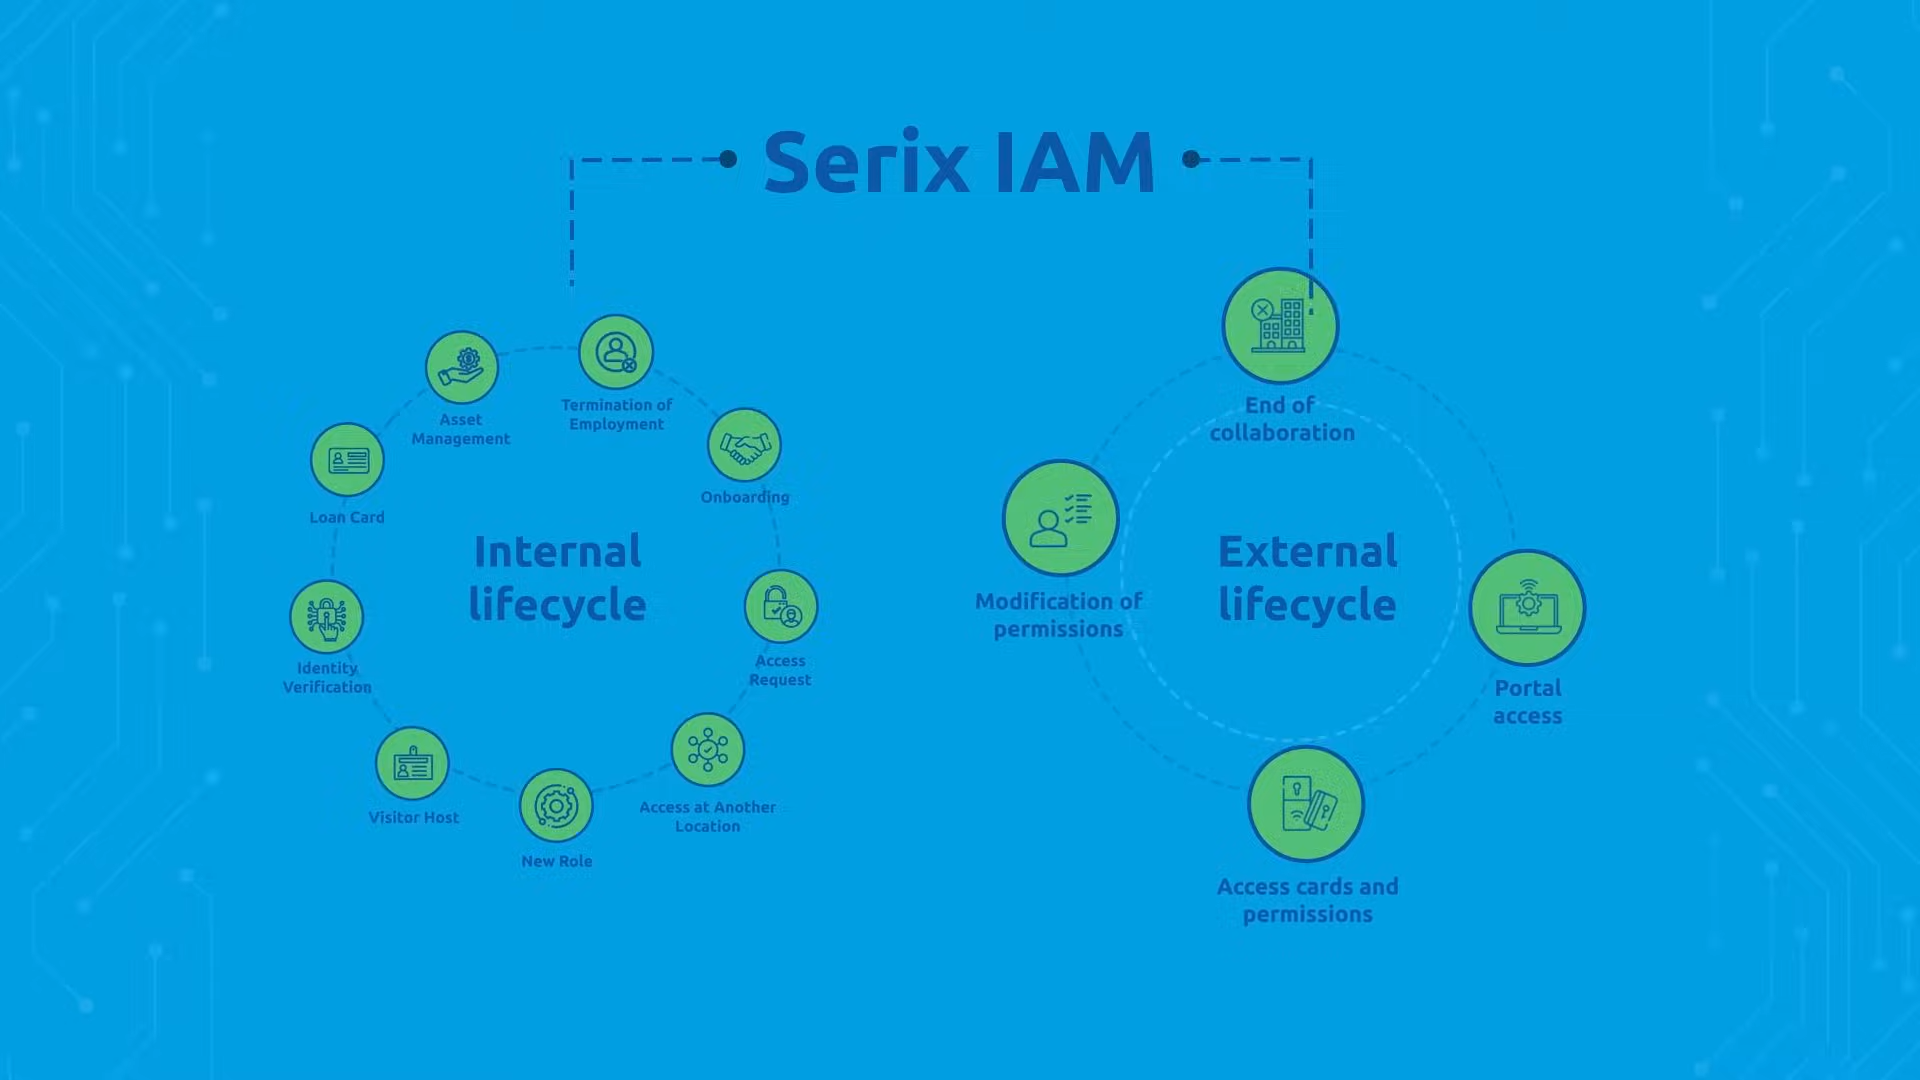 Serix IAM
Internal
lifecycle
Termination of
Employment
Onboarding
Access
Request
Access at Another
Location
New Role
Visitor Host
Identity
Verification
Loan Card
Asset
Management
External
lifecycle
End of
collaboration
Portal
access
Access cards and
permissions
Modification of
permissions